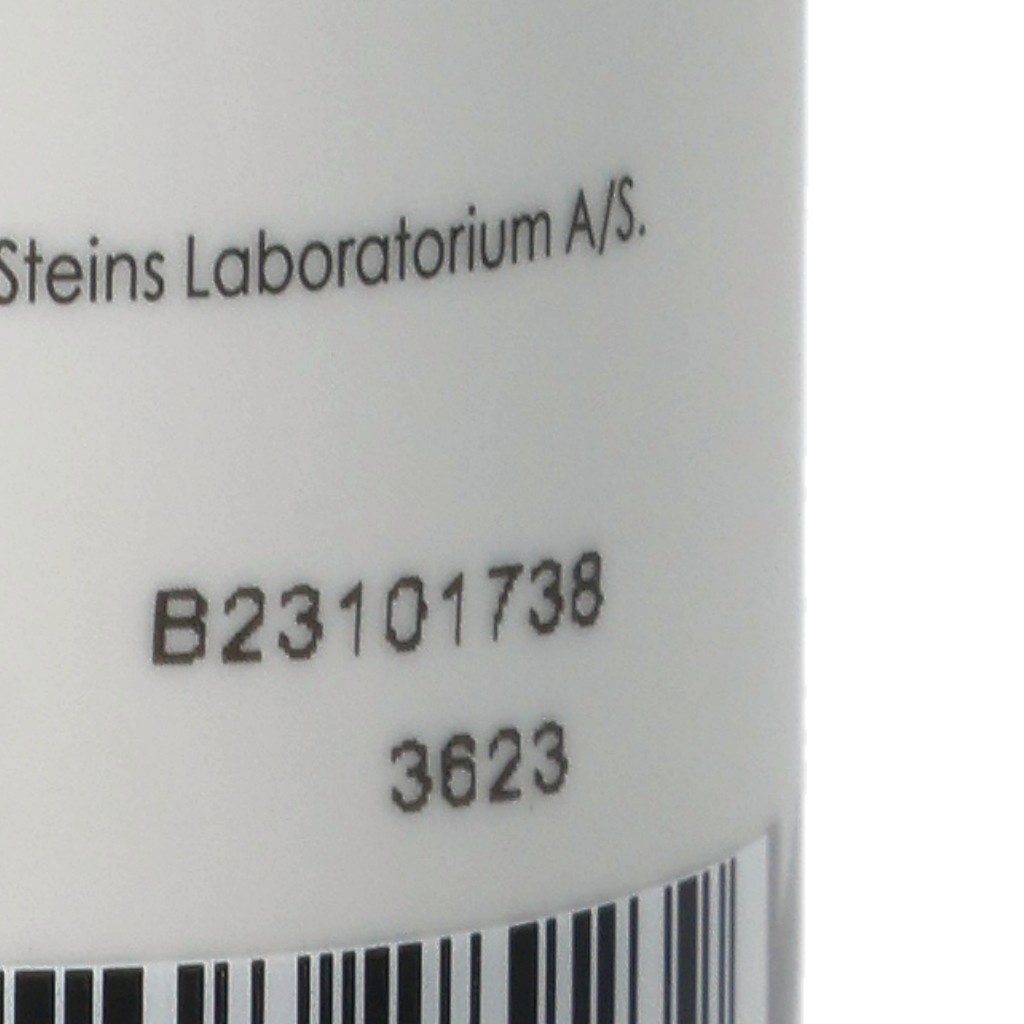 Steins Laboratorium A/S.
B23101738
3623